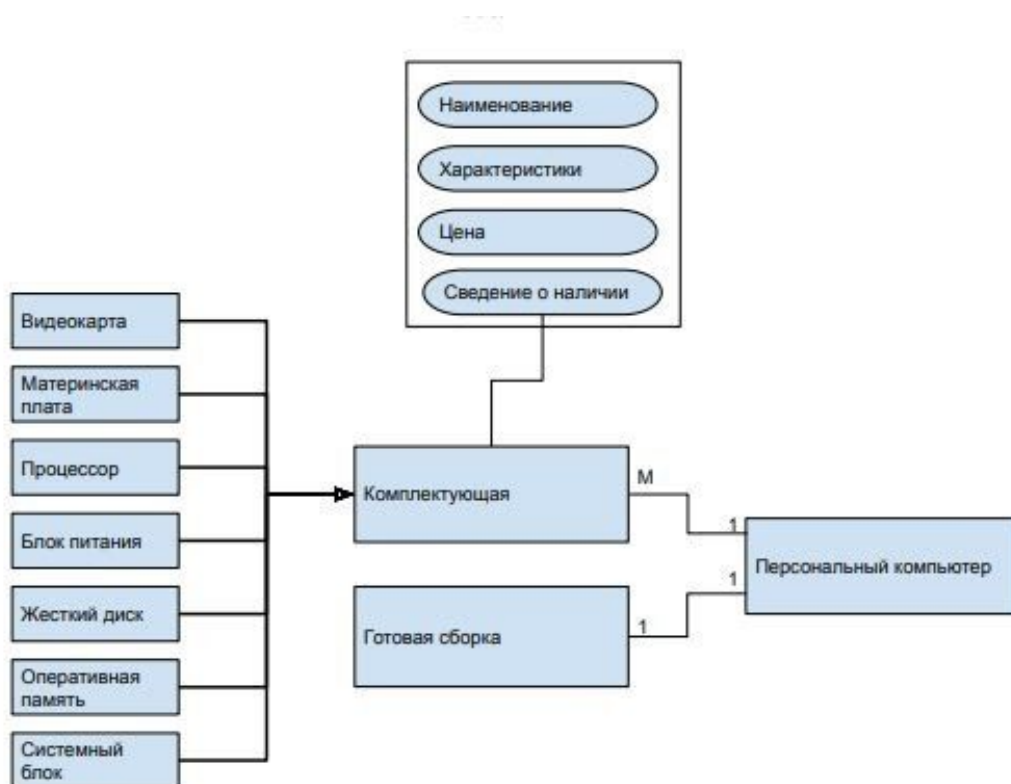 Наименование
Характеристики
Цена
Сведение о наличии
Видеокарта
Материнская
плата
Процессор
Блок питания
Жесткий диск
Оперативная
память
Системный
блок
Комплектующая
М
1
Персональный компьютер
1
Готовая сборка
1